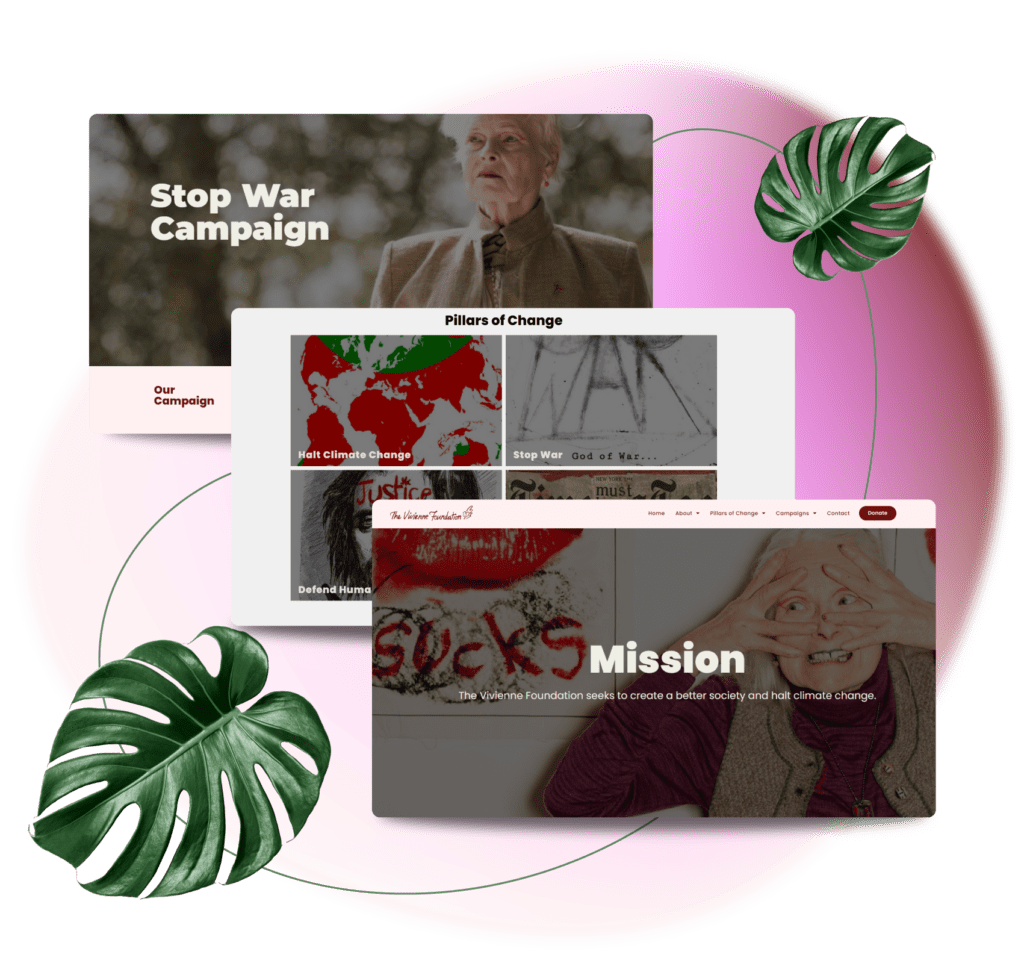 Stop War
Campaign
Our
Campaign
Pillars of Change
Halt Climate Change
Stop War
God of War...
Justice
NEW YORK
must
Defend Huma
The Vivienne Foundation
Home
About
Pillars of Change
Campaigns
Contact
Donate
SUCKS
Mission
The Vivienne Foundation seeks to create a better society and halt climate change.